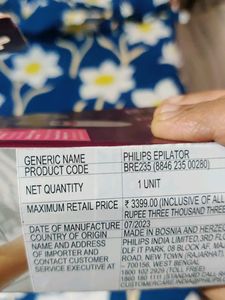 GENERIC NAME PHILIPS EPILATOR
PRODUCT CODE BRE235 (8846 235 00280)
NET QUANTITY 1 UNIT
MAXIMUM RETAIL PRICE ₹ 3399.00 (INCLUSIVE OF ALL
RUPEE THREE THOUSAND THREE
DATE OF MANUFACTURE 07/2023
COUNTRY OF ORIGIN MADE IN BOSNIA AND HERZEG
NAME AND ADDRESS PHILIPS INDIA LIMITED, 3RD FL
OF IMPORTER AND DLF IT PARK, 08 BLOCK AF, MA
CONTACT CUSTOMER ROAD, NEW TOWN (RAJARHAT),
SERVICE EXECUTIVE AT - 700156, WEST BENGAL
1800 102 2929 (TOLL FREE)